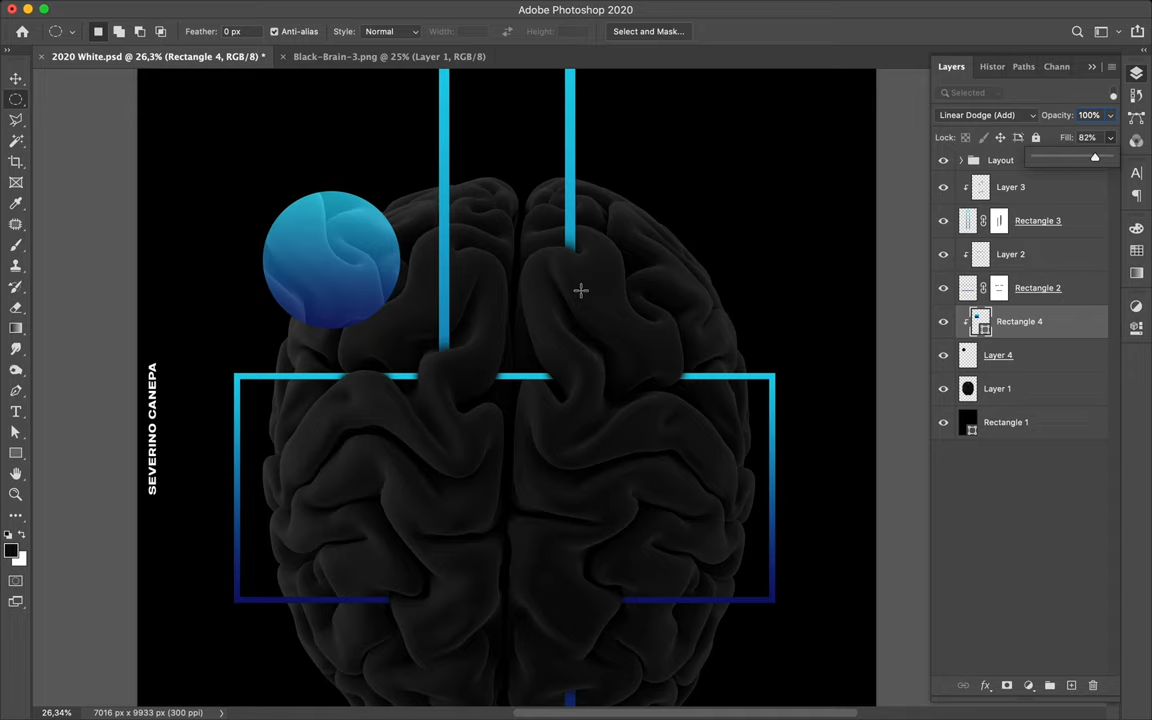 Adobe Photoshop 2020
Feather: 0 px Anti-alias Style: Normal Width: Height: Select and Mask...
2020 White.psd @ 26,3% (Rectangle 4, RGB/8) * Black-Brain-3.png @ 25% (Layer 1, RGB/8)
Layers Histor Paths Chann
Selected
Linear Dodge (Add) Opacity: 100%
Lock: Fill: 82%
Layout
Layer 3
Rectangle 3
Layer 2
Rectangle 2
Rectangle 4
Layer 4
Layer 1
Rectangle 1
SEVERINO CANEPA
26,34% 7016 px x 9933 px (300 ppi)